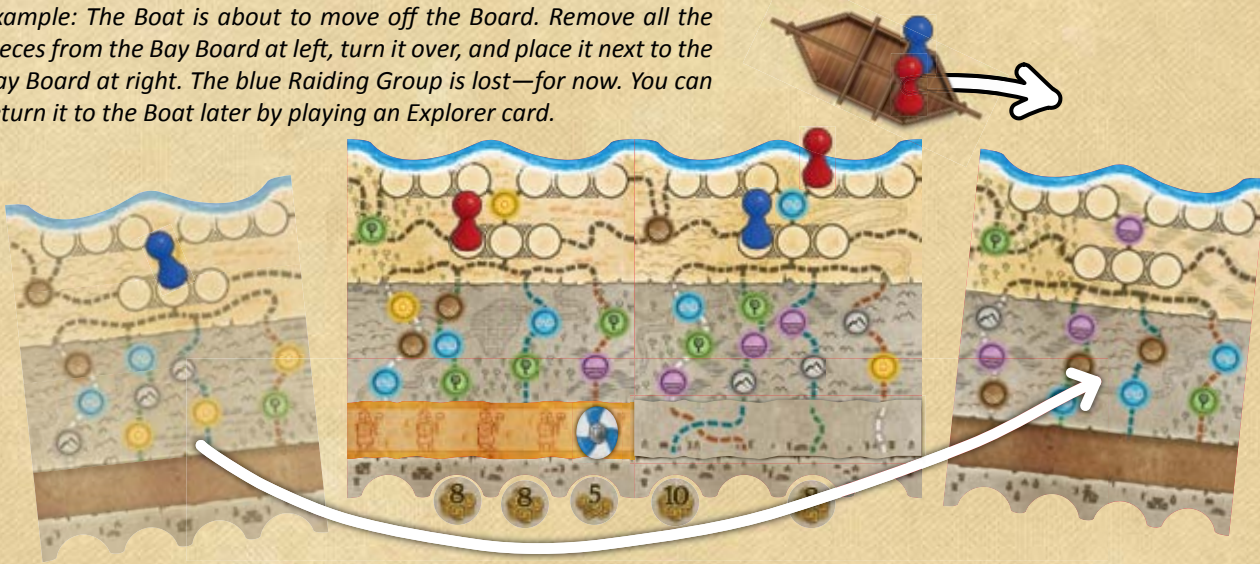 xample: The Boat is about to move off the Board. Remove all the
ieces from the Bay Board at left, turn it over, and place it next to the
ay Board at right. The blue Raiding Group is lost—for now. You can
eturn it to the Boat later by playing an Explorer card.
8 8 5 10